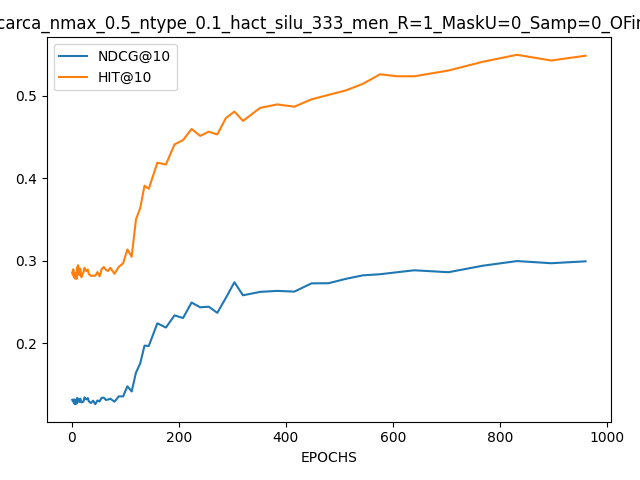 carca_nmax_0.5_ntype_0.1_hact_silu_333_men_R=1_MaskU=0_Samp=0_OFin
NDCG@10
HIT@10
0.5
0.4
0.3
0.2
0 200 400 600 800 1000
EPOCHS